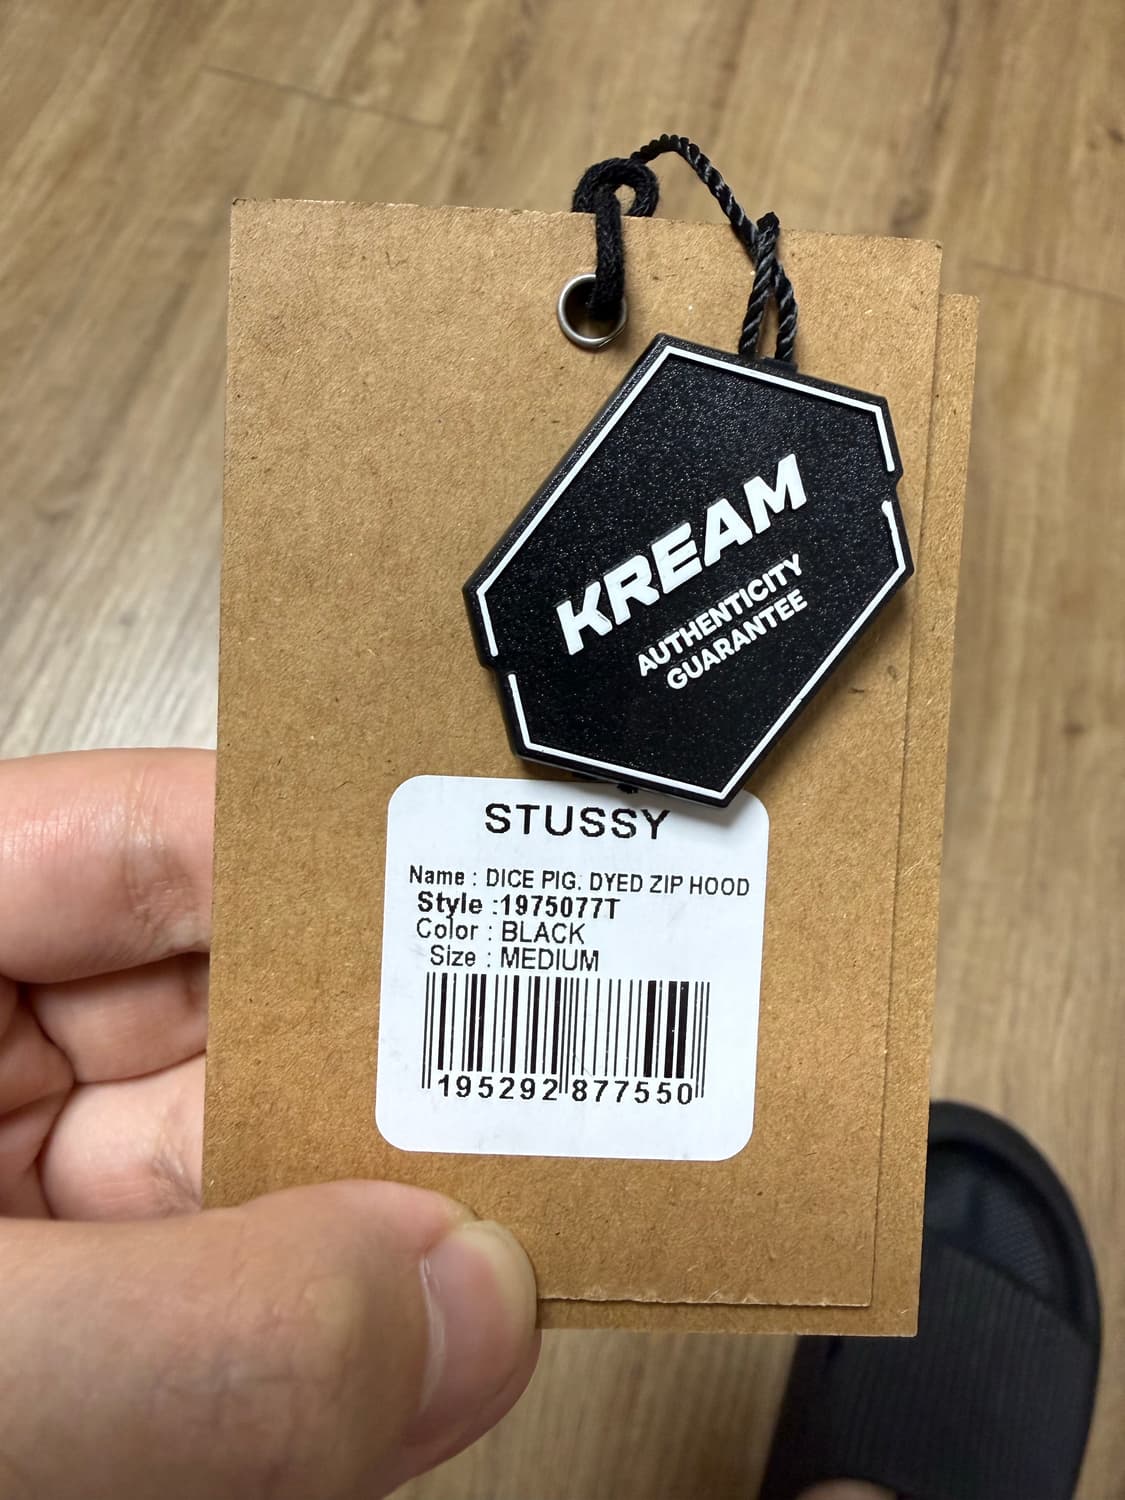 KREAM
AUTHENTICITY
GUARANTEE
STUSSY
Name : DICE PIG. DYED ZIP HOOD
Style :1975077T
Color : BLACK
Size : MEDIUM
195292 877550